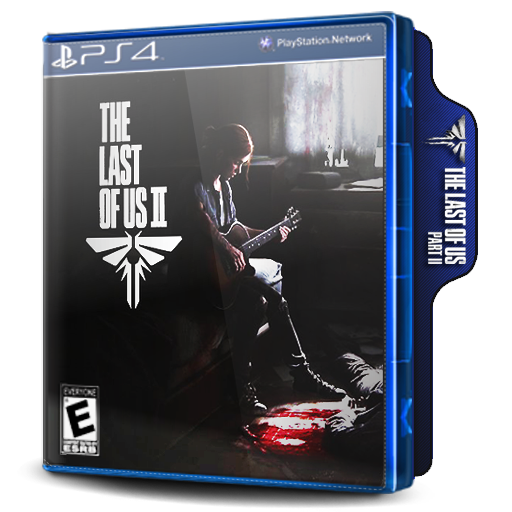 PS4
PlayStation Network
THE
LAST
OF US II
EVERYONE
E
ESRB
THE LAST OF US
PART II